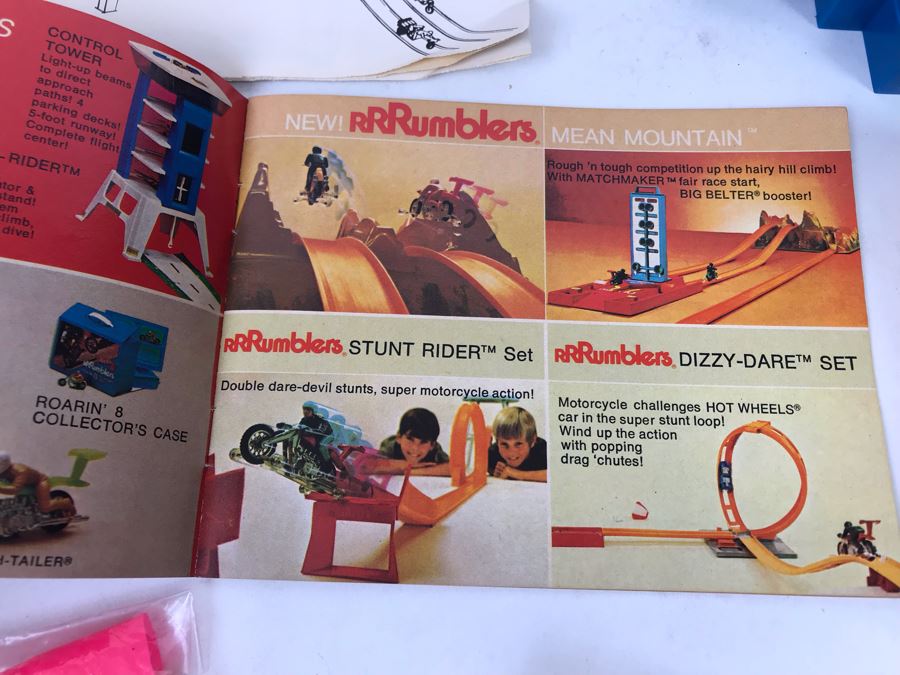 S
CONTROL
TOWER
Light-up beams
to direct
approach
paths! 4
parking decks!
5-foot runway!
Complete flight
center!
-RIDER™
tor &
stand!
em
climb,
dive!
ROARIN' 8
COLLECTOR'S CASE
H-TAILER®
NEW! RRRumblers®
MEAN MOUNTAIN™
Rough 'n tough competition up the hairy hill climb!
With MATCHMAKER™ fair race start,
BIG BELTER® booster!
RRRumblers® STUNT RIDER™ Set
Double dare-devil stunts, super motorcycle action!
RRRumblers® DIZZY-DARE™ SET
Motorcycle challenges HOT WHEELS®
car in the super stunt loop!
Wind up the action
with popping
drag 'chutes!